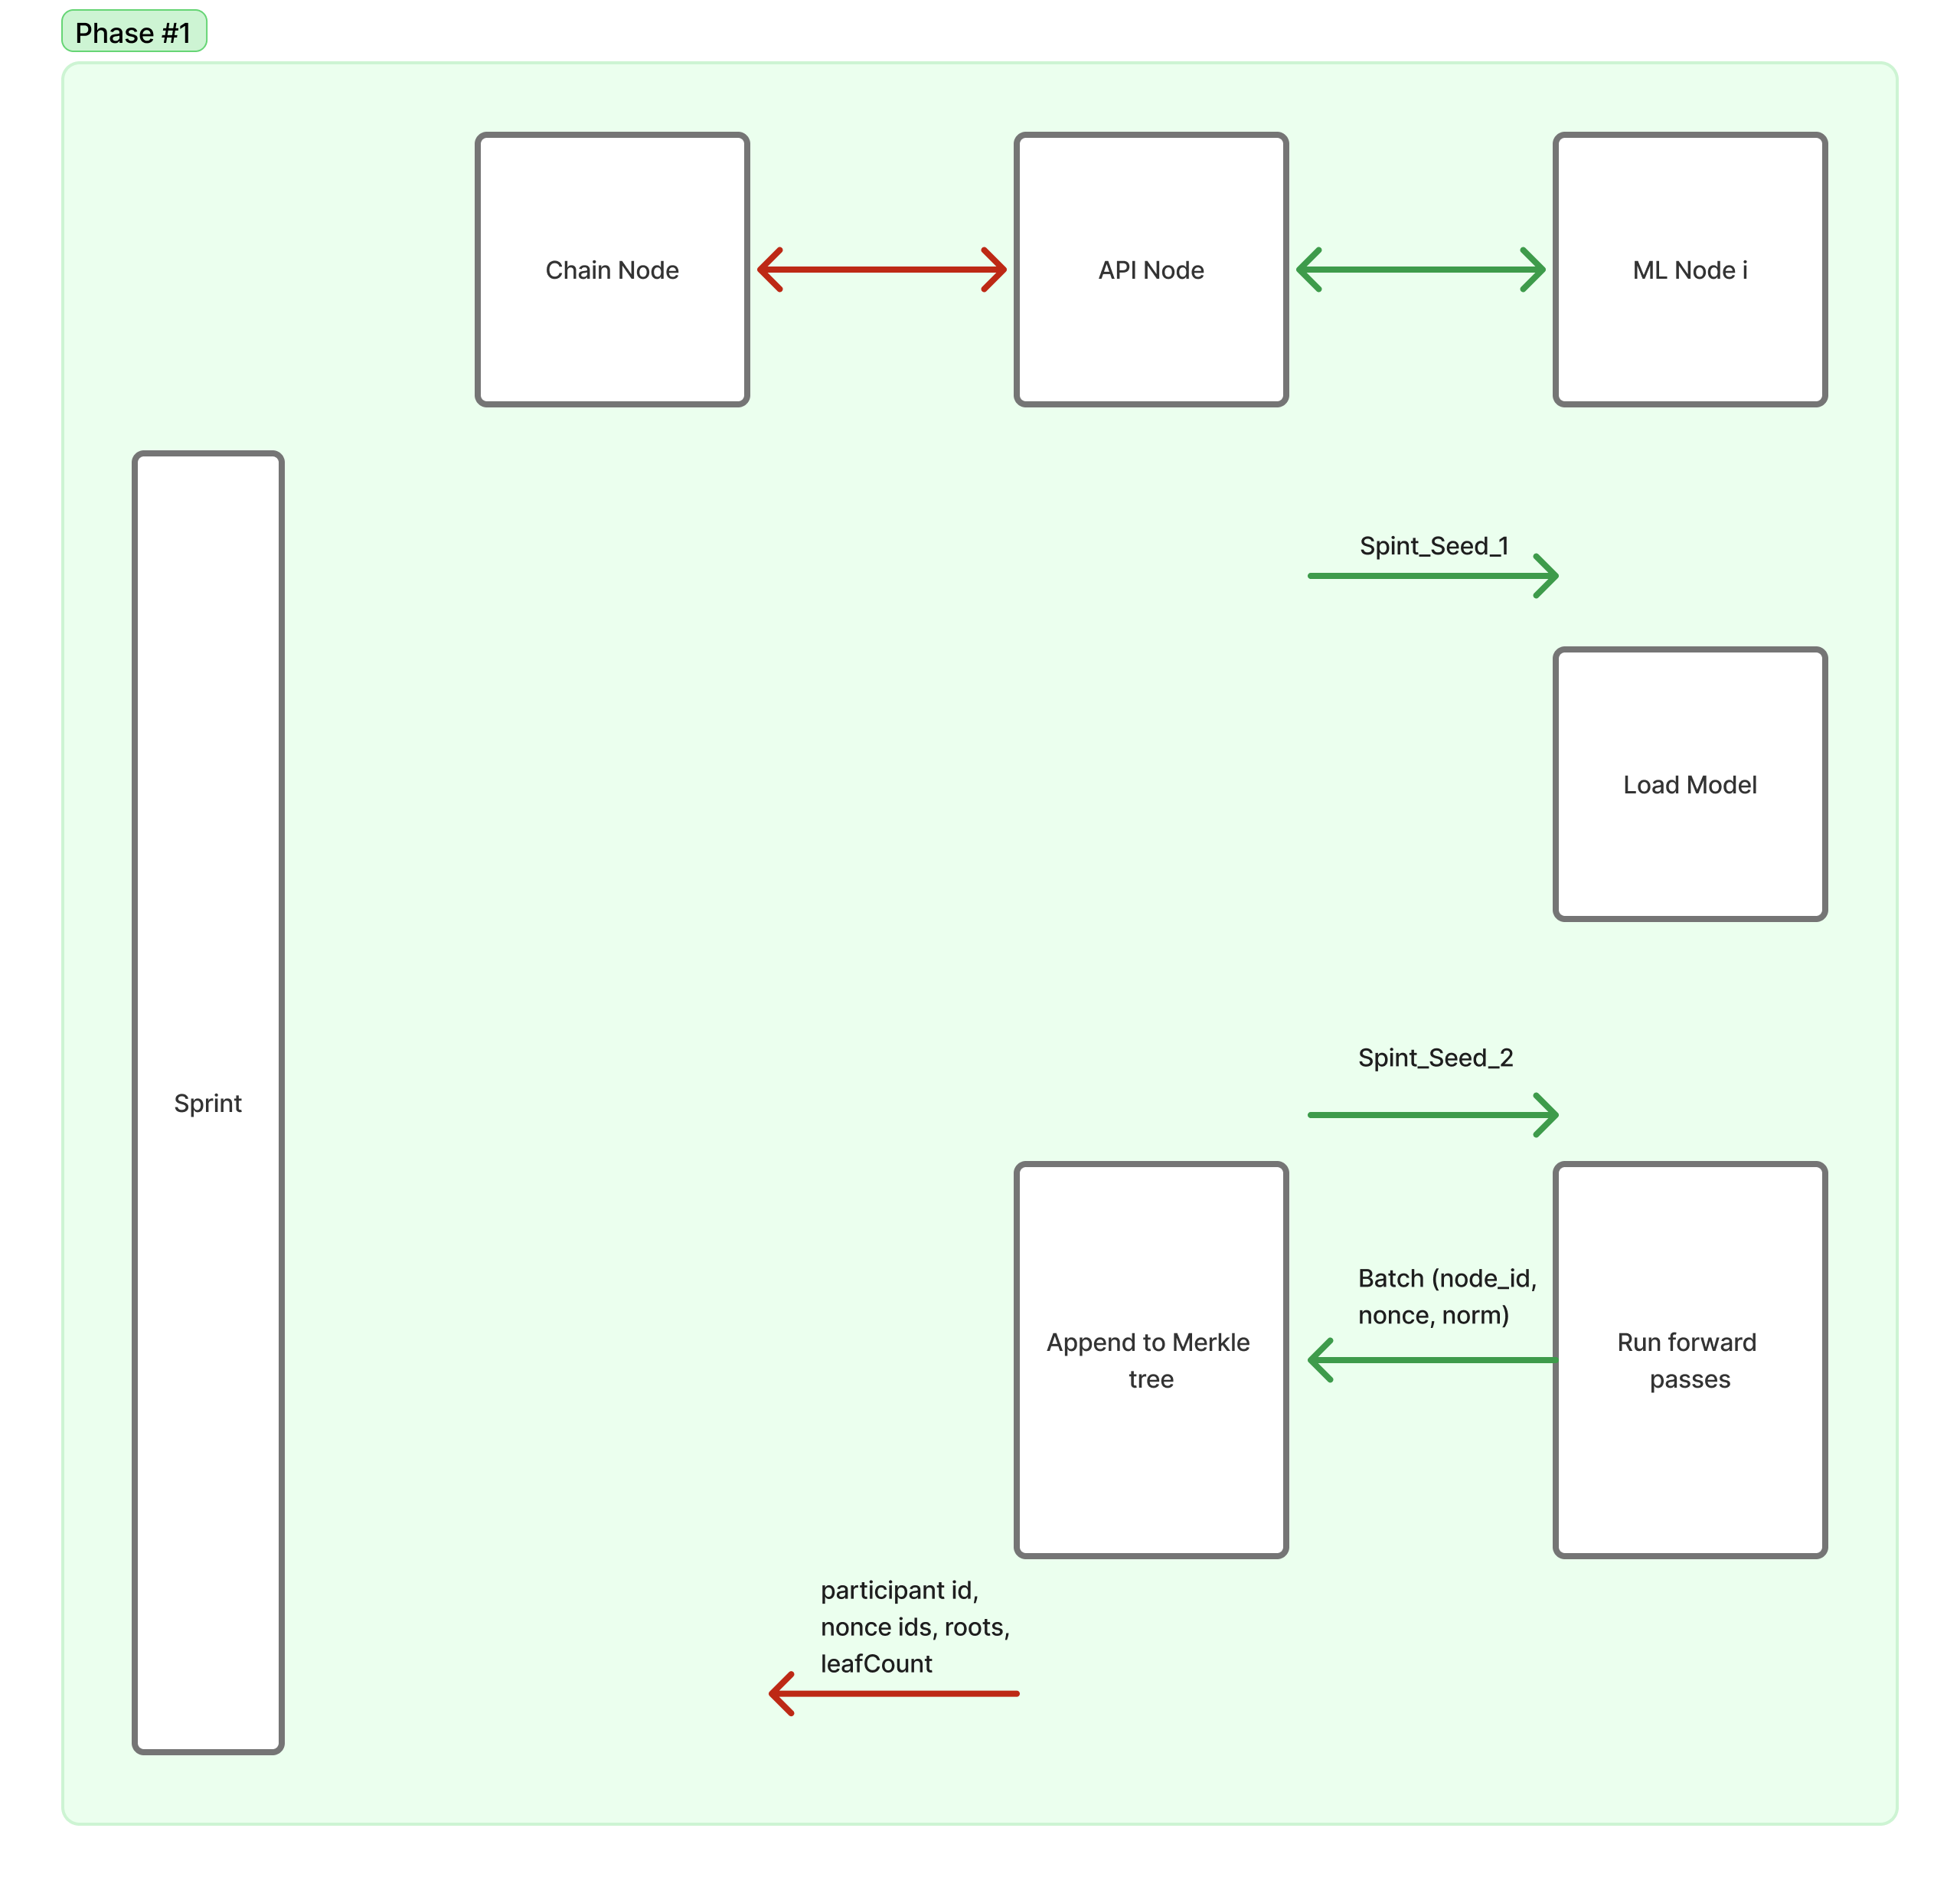 Phase #1
Chain Node
API Node
ML Node i
Spint_Seed_1
Load Model
Spint_Seed_2
Sprint
Batch (node_id,
nonce, norm)
Append to Merkle
tree
Run forward
passes
participant id,
nonce ids, roots,
leafCount